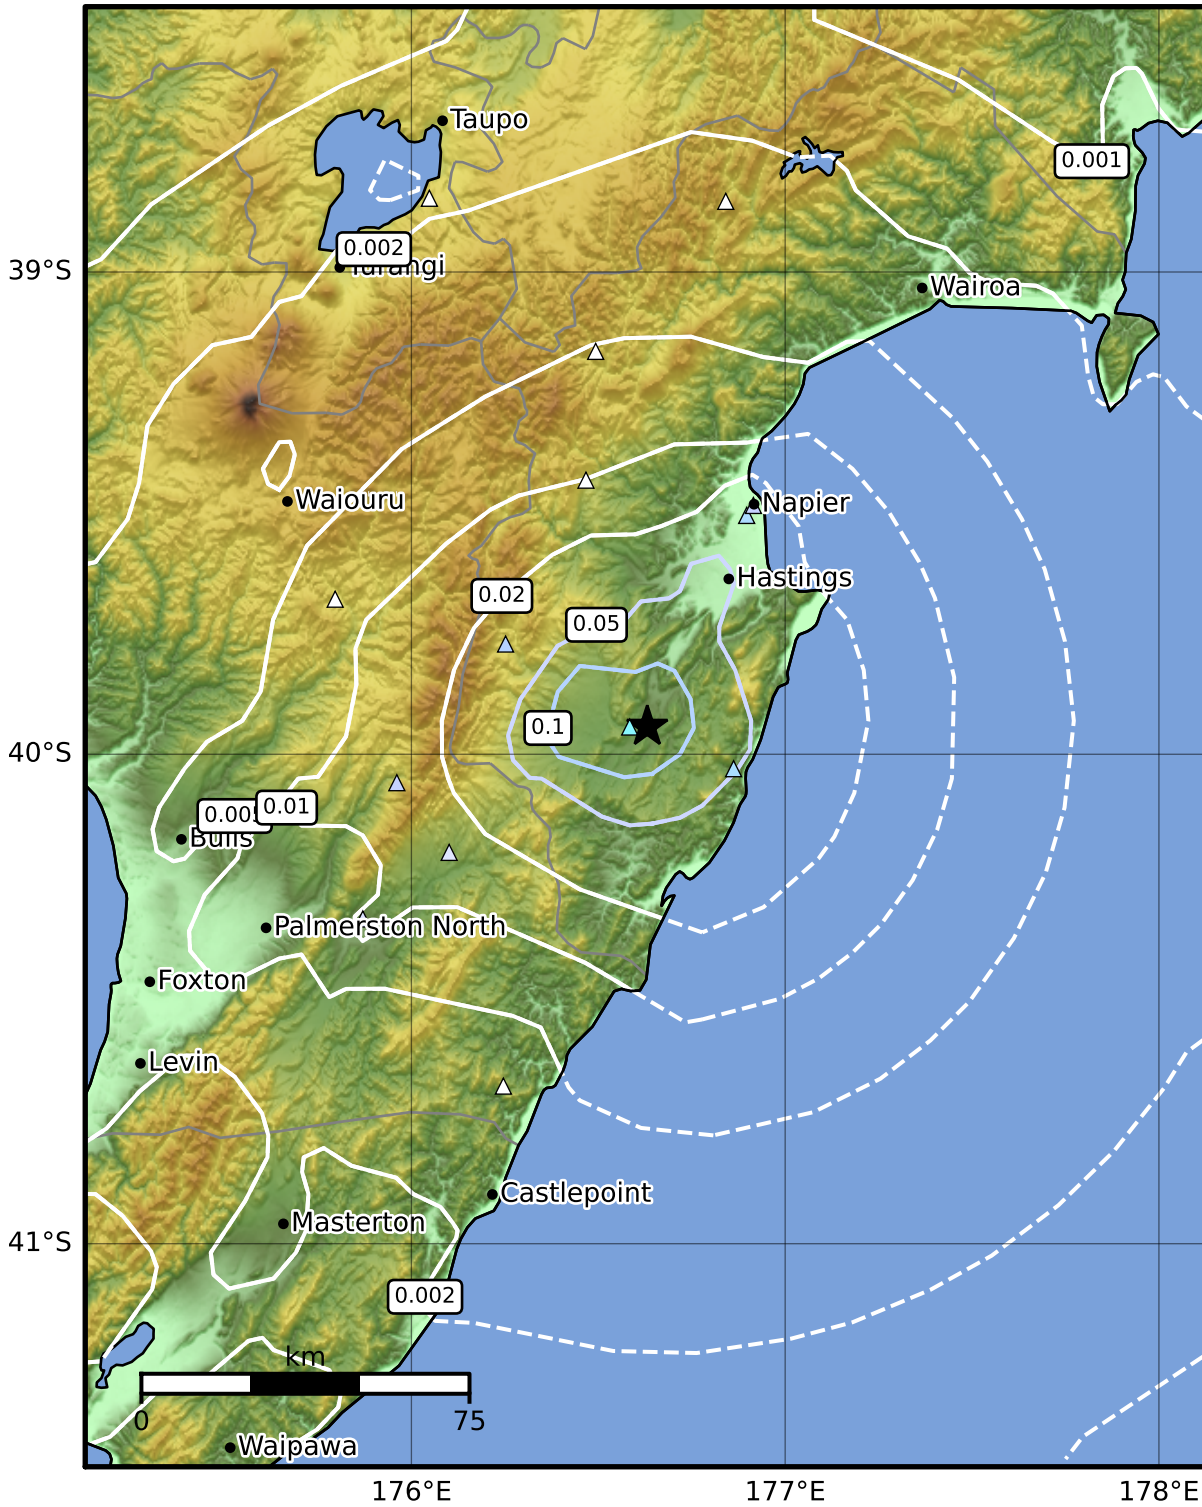 Taupo
0.001
0.002
39°S
Wairoa
Waiouru
Napier
Hastings
0.02
0.05
0.1
40°S
0.01
Bulls
Palmerston North
Foxton
Levin
Castlepoint
Masterton
41°S
0.002
km
0
75
Waipawa
176°E
177°E
178°E